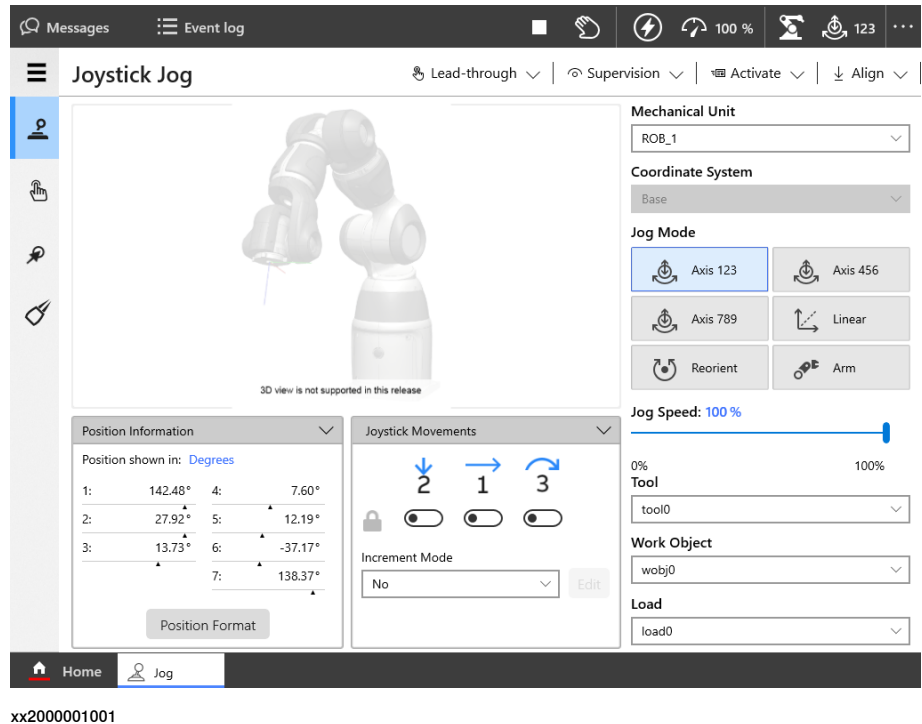 Messages
Event log
100 %
123
Joystick Jog
Lead-through
Supervision
Activate
Align
3D view is not supported in this release
Mechanical Unit
ROB_1
Coordinate System
Base
Jog Mode
Axis 123
Axis 456
Axis 789
Linear
Reorient
Arm
Jog Speed: 100 %
0% 100%
Tool
tool0
Work Object
wobj0
Load
load0
Position Information
Position shown in: Degrees
1: 142.48° 4: 7.60°
2: 27.92° 5: 12.19°
3: 13.73° 6: -37.17°
7: 138.37°
Position Format
Joystick Movements
2 1 3
Increment Mode
No
Edit
Home
Jog
xx2000001001